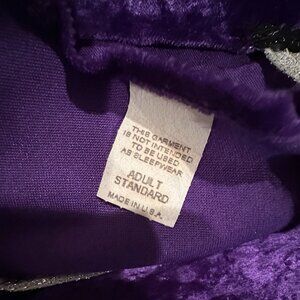 THIS GARMENT
IS NOT INTENDED
TO BE USED
AS SLEEPWEAR
ADULT
STANDARD
MADE IN U.S.A.